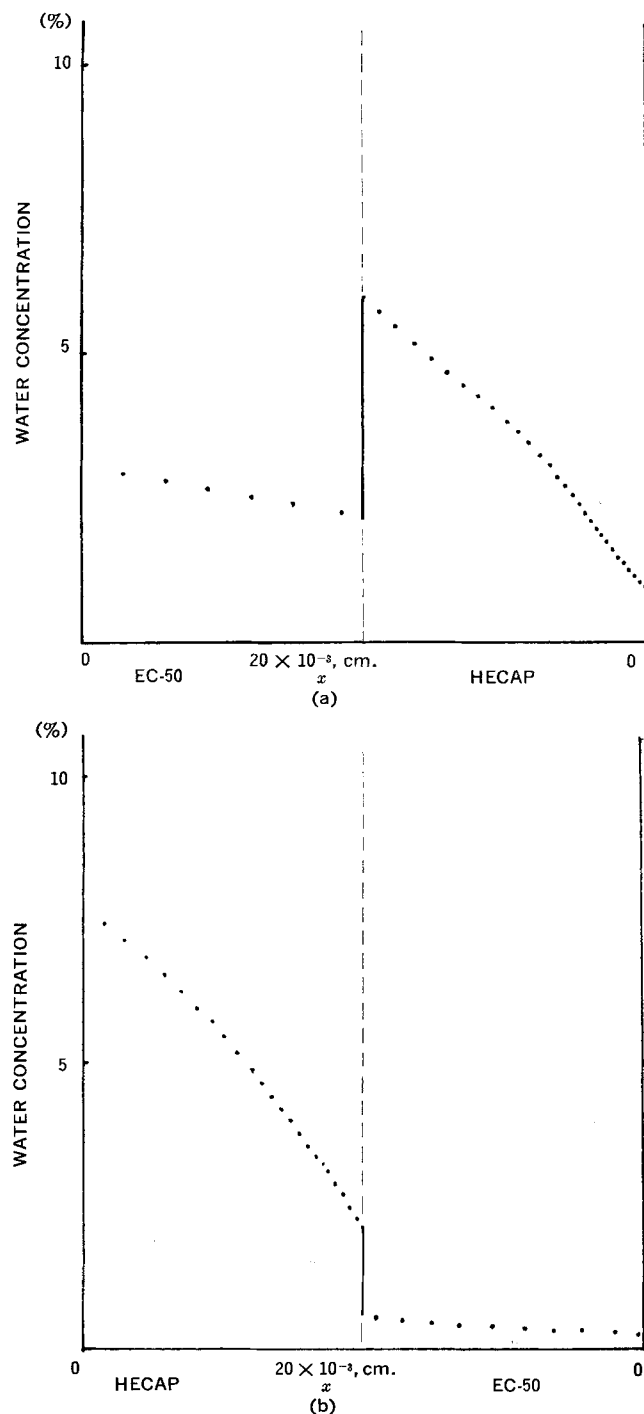 (%)
10
WATER CONCENTRATION
5
0
20 × 10⁻³, cm.
0
EC-50
x
HECAP
(a)
(%)
10
WATER CONCENTRATION
5
0
20 × 10⁻³, cm.
0
HECAP
x
EC-50
(b)